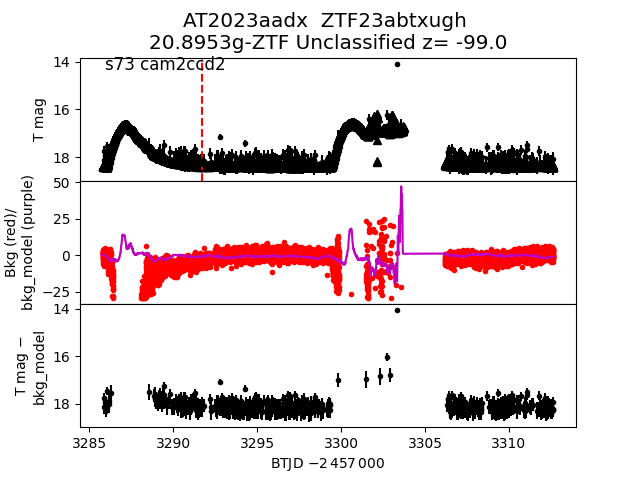 AT2023aadx  ZTF23abtxugh
20.8953g-ZTF Unclassified z= -99.0
s73 cam2ccd2
T mag
14
16
18
Bkg (red)/
bkg_model (purple)
50
25
0
−25
T mag −
bkg_model
14
16
18
3285 3290 3295 3300 3305 3310
BTJD −2 457 000